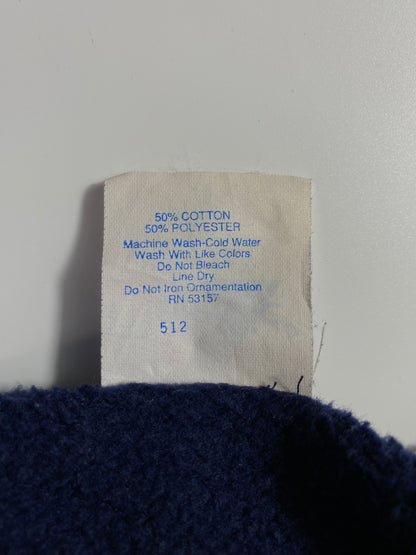 50% COTTON
50% POLYESTER
Machine Wash-Cold Water
Wash With Like Colors
Do Not Bleach
Line Dry
Do Not Iron Ornamentation
RN 53157
512